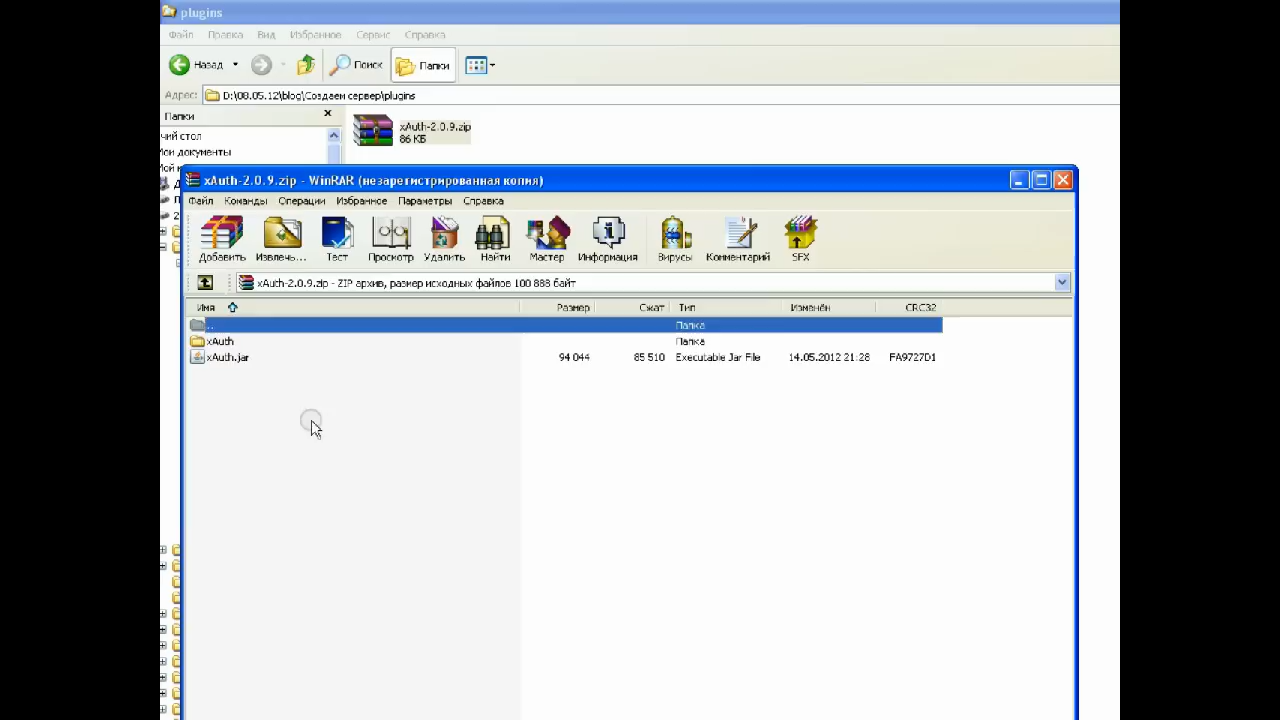 plugins
Файл Правка Вид Избранное Сервис Справка
Назад Поиск Папки
Адрес: D:\08.05.12\blog\Создаем сервер\plugins
Папки
чий стол
Мои документы
xAuth-2.0.9.zip
86 КБ
xAuth-2.0.9.zip - WinRAR (незарегистрированная копия)
Файл Команды Операции Избранное Параметры Справка
Добавить Извлечь... Тест Просмотр Удалить Найти Мастер Информация Вирусы Комментарий SFX
xAuth-2.0.9.zip - ZIP архив, размер исходных файлов 100 888 байт
Имя Размер Сжат Тип Изменён CRC32
.. Папка
xAuth Папка
xAuth.jar 94 044 85 510 Executable Jar File 14.05.2012 21:28 FA9727D1